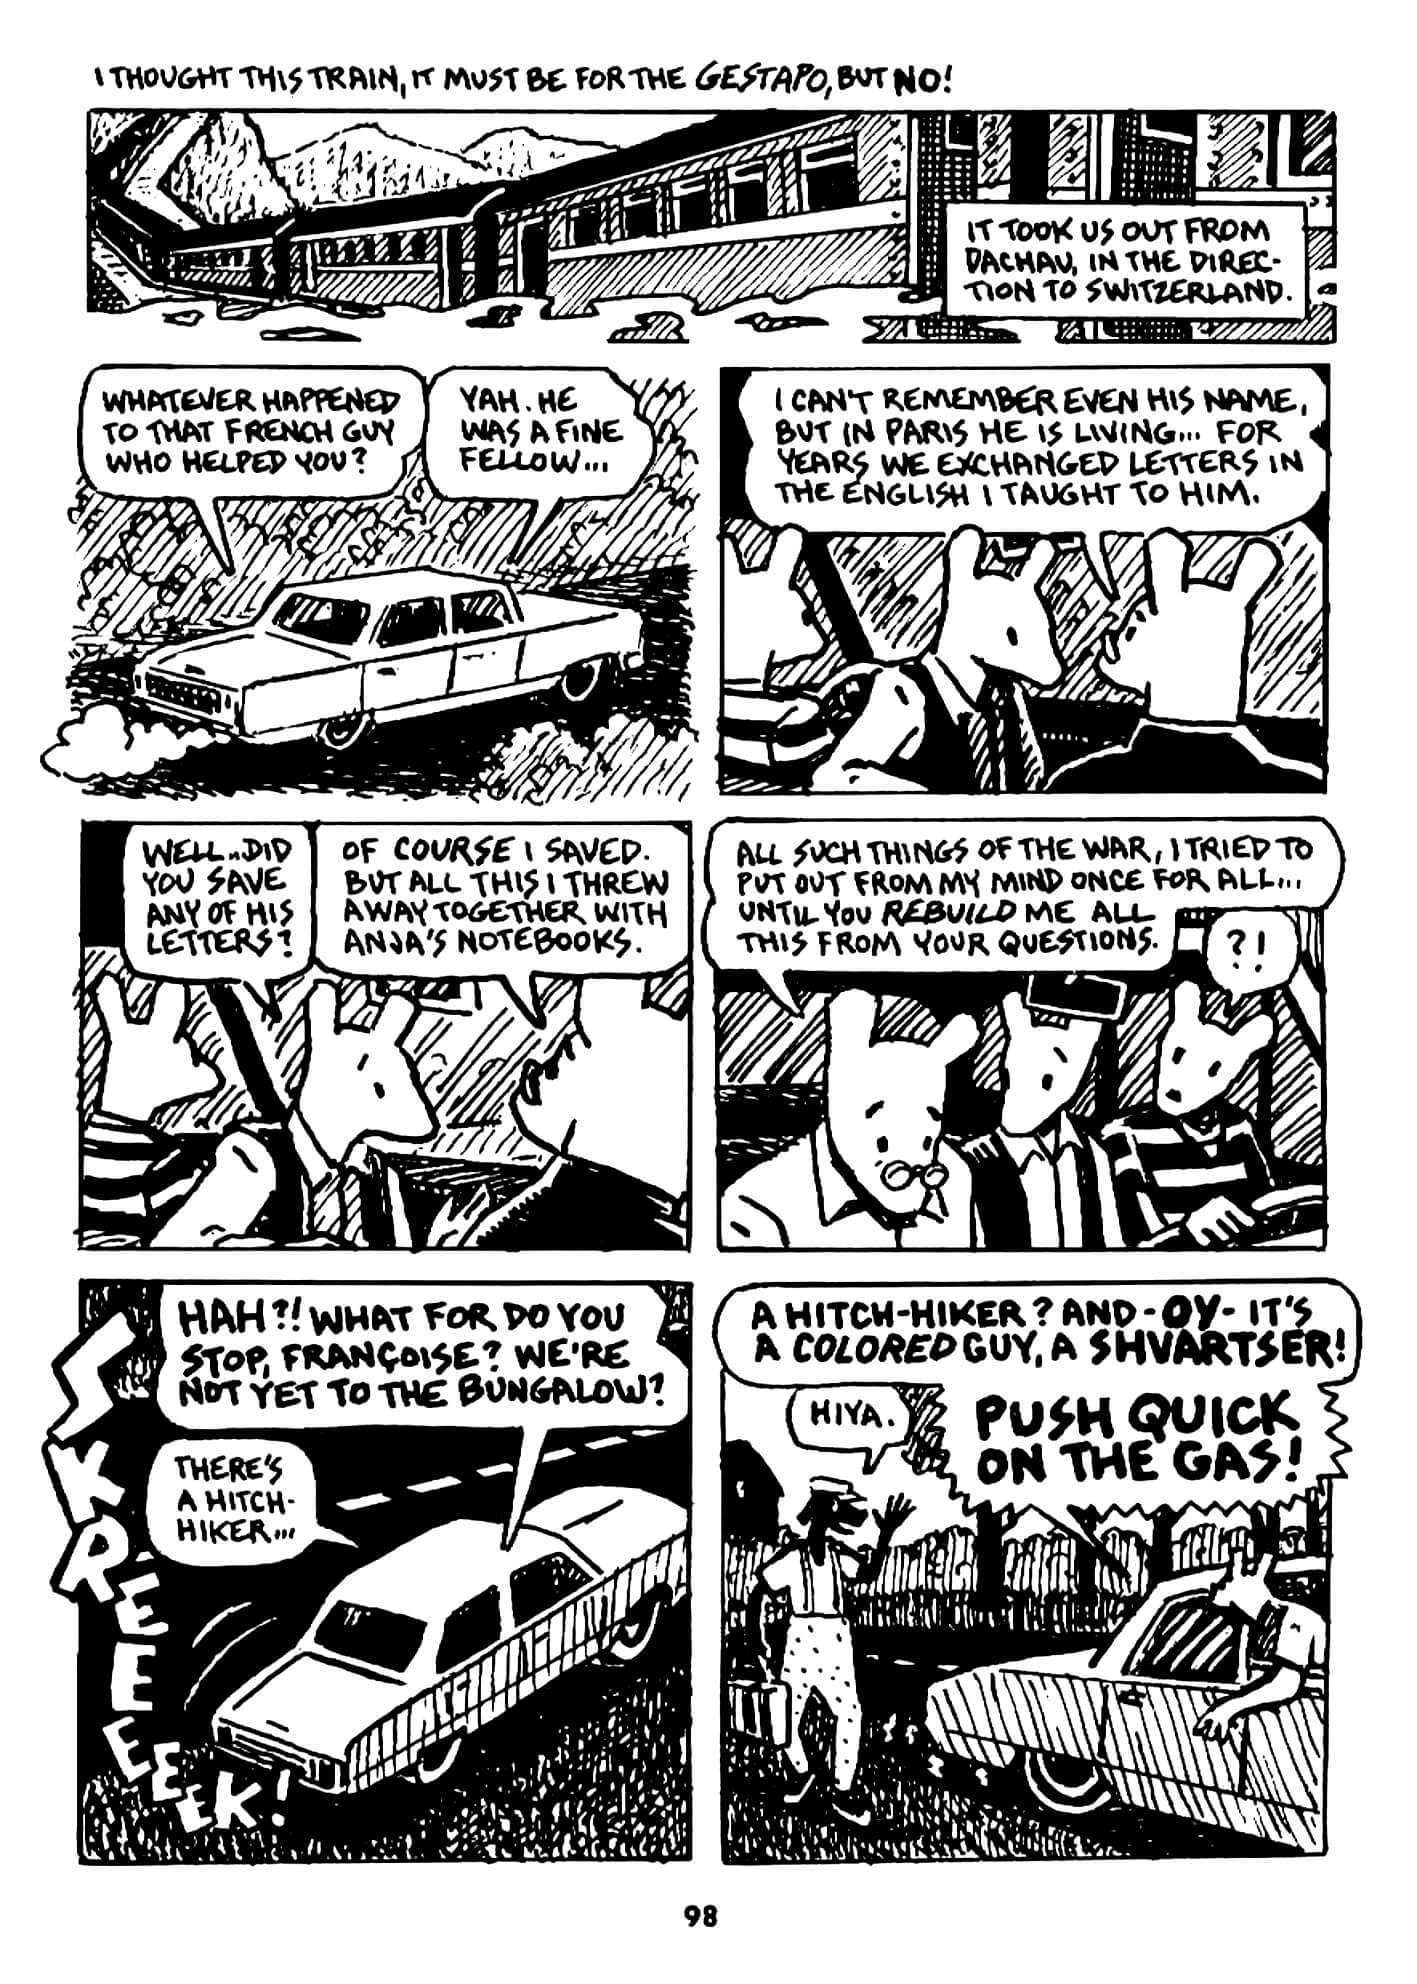 I THOUGHT THIS TRAIN, IT MUST BE FOR THE GESTAPO, BUT NO!
IT TOOK US OUT FROM
DACHAU, IN THE DIREC-
TION TO SWITZERLAND.
WHATEVER HAPPENED
TO THAT FRENCH GUY
WHO HELPED YOU?
YAH. HE
WAS A FINE
FELLOW...
I CAN'T REMEMBER EVEN HIS NAME,
BUT IN PARIS HE IS LIVING... FOR
YEARS WE EXCHANGED LETTERS IN
THE ENGLISH I TAUGHT TO HIM.
WELL...DID
YOU SAVE
ANY OF HIS
LETTERS?
OF COURSE I SAVED.
BUT ALL THIS I THREW
AWAY TOGETHER WITH
ANJA'S NOTEBOOKS.
ALL SUCH THINGS OF THE WAR, I TRIED TO
PUT OUT FROM MY MIND ONCE FOR ALL...
UNTIL YOU REBUILD ME ALL
THIS FROM YOUR QUESTIONS.
?!
HAH?! WHAT FOR DO YOU
STOP, FRANÇOISE? WE'RE
NOT YET TO THE BUNGALOW?
THERE'S
A HITCH-
HIKER...
SKREEEEEEK!
A HITCH-HIKER? AND -OY- IT'S
A COLORED GUY, A SHVARTSER!
HIYA.
PUSH QUICK
ON THE GAS!
98